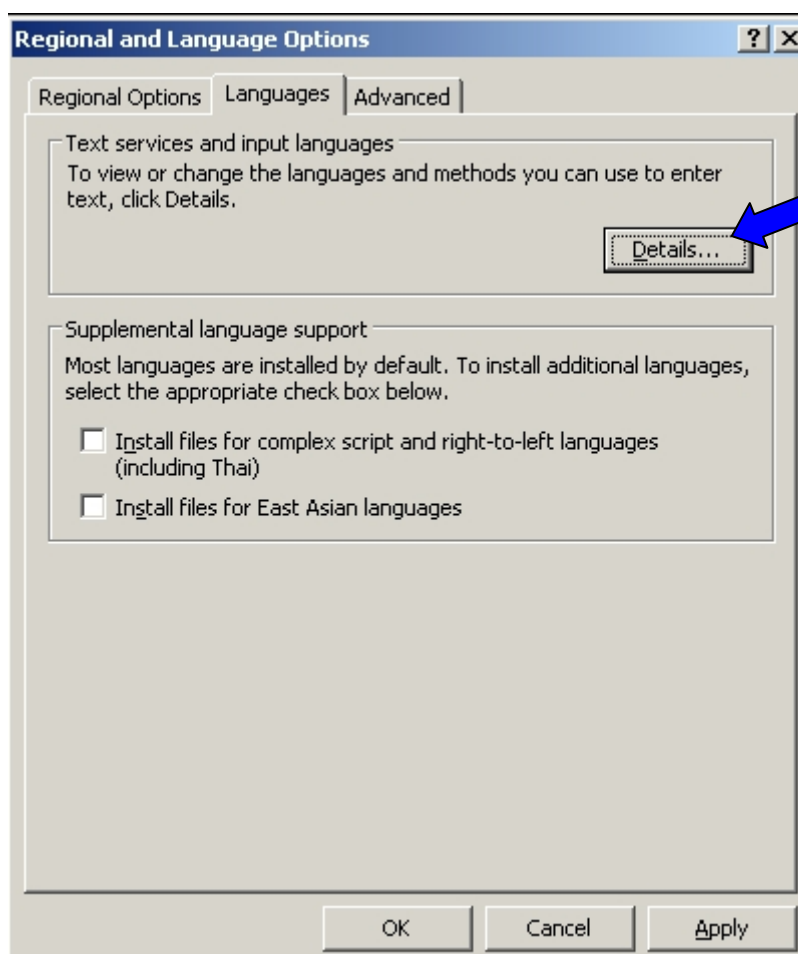 Regional and Language Options
Regional Options Languages Advanced
Text services and input languages
To view or change the languages and methods you can use to enter
text, click Details.
Details...
Supplemental language support
Most languages are installed by default. To install additional languages,
select the appropriate check box below.
Install files for complex script and right-to-left languages
(including Thai)
Install files for East Asian languages
OK Cancel Apply